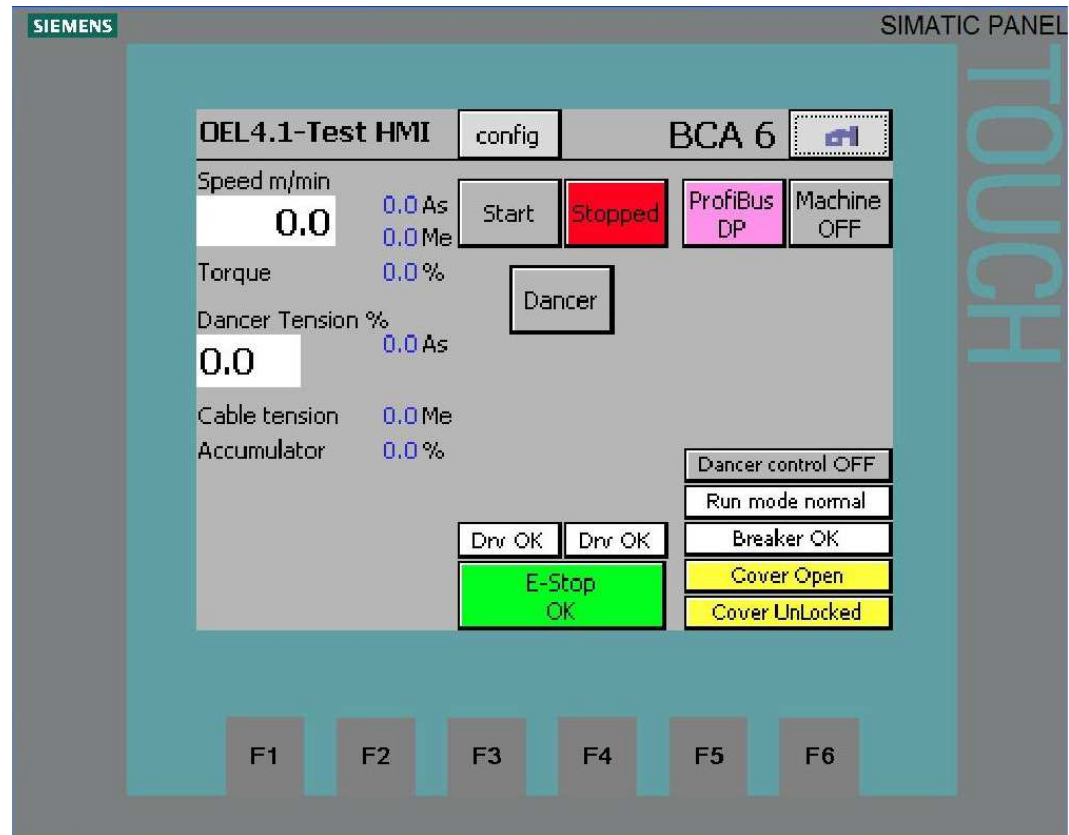 SIEMENS
SIMATIC PANEL
TOUCH
OEL4.1-Test HMI
config
BCA 6
Speed m/min
0.0
0.0 As
0.0 Me
Start
Stopped
ProfiBus
DP
Machine
OFF
Torque
0.0 %
Dancer
Dancer Tension %
0.0
0.0 As
Cable tension
0.0 Me
Accumulator
0.0 %
Dancer control OFF
Run mode normal
Drv OK
Drv OK
Breaker OK
E-Stop
OK
Cover Open
Cover UnLocked
F1
F2
F3
F4
F5
F6